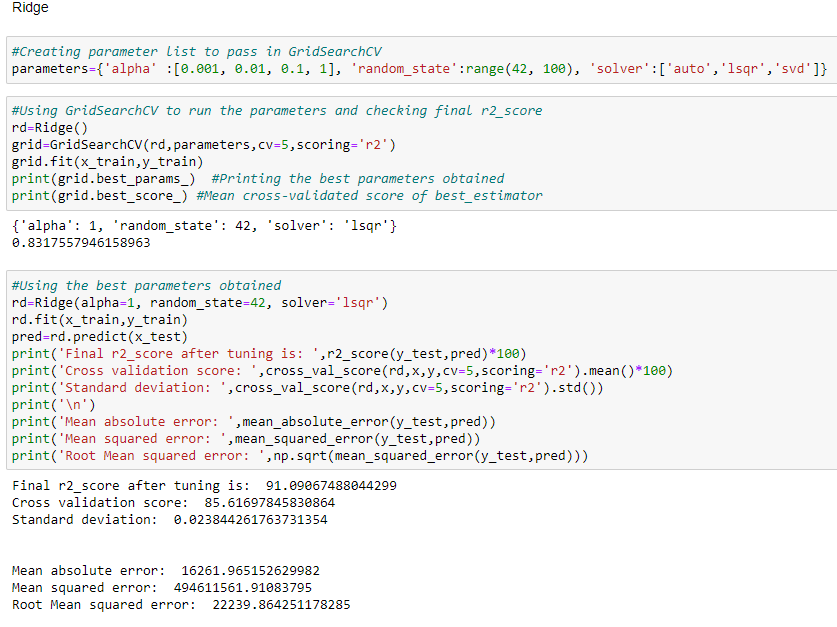 Ridge
#Creating parameter list to pass in GridSearchCV
parameters={'alpha' :[0.001, 0.01, 0.1, 1], 'random_state':range(42, 100), 'solver':['auto','lsqr','svd']}
#Using GridSearchCV to run the parameters and checking final r2_score
rd=Ridge()
grid=GridSearchCV(rd,parameters,cv=5,scoring='r2')
grid.fit(x_train,y_train)
print(grid.best_params_)  #Printing the best parameters obtained
print(grid.best_score_) #Mean cross-validated score of best_estimator
{'alpha': 1, 'random_state': 42, 'solver': 'lsqr'}
0.8317557946158963
#Using the best parameters obtained
rd=Ridge(alpha=1, random_state=42, solver='lsqr')
rd.fit(x_train,y_train)
pred=rd.predict(x_test)
print('Final r2_score after tuning is: ',r2_score(y_test,pred)*100)
print('Cross validation score: ',cross_val_score(rd,x,y,cv=5,scoring='r2').mean()*100)
print('Standard deviation: ',cross_val_score(rd,x,y,cv=5,scoring='r2').std())
print('\n')
print('Mean absolute error: ',mean_absolute_error(y_test,pred))
print('Mean squared error: ',mean_squared_error(y_test,pred))
print('Root Mean squared error: ',np.sqrt(mean_squared_error(y_test,pred)))
Final r2_score after tuning is:  91.09067488044299
Cross validation score:  85.61697845830864
Standard deviation:  0.023844261763731354
Mean absolute error:  16261.965152629982
Mean squared error:  494611561.91083795
Root Mean squared error:  22239.864251178285